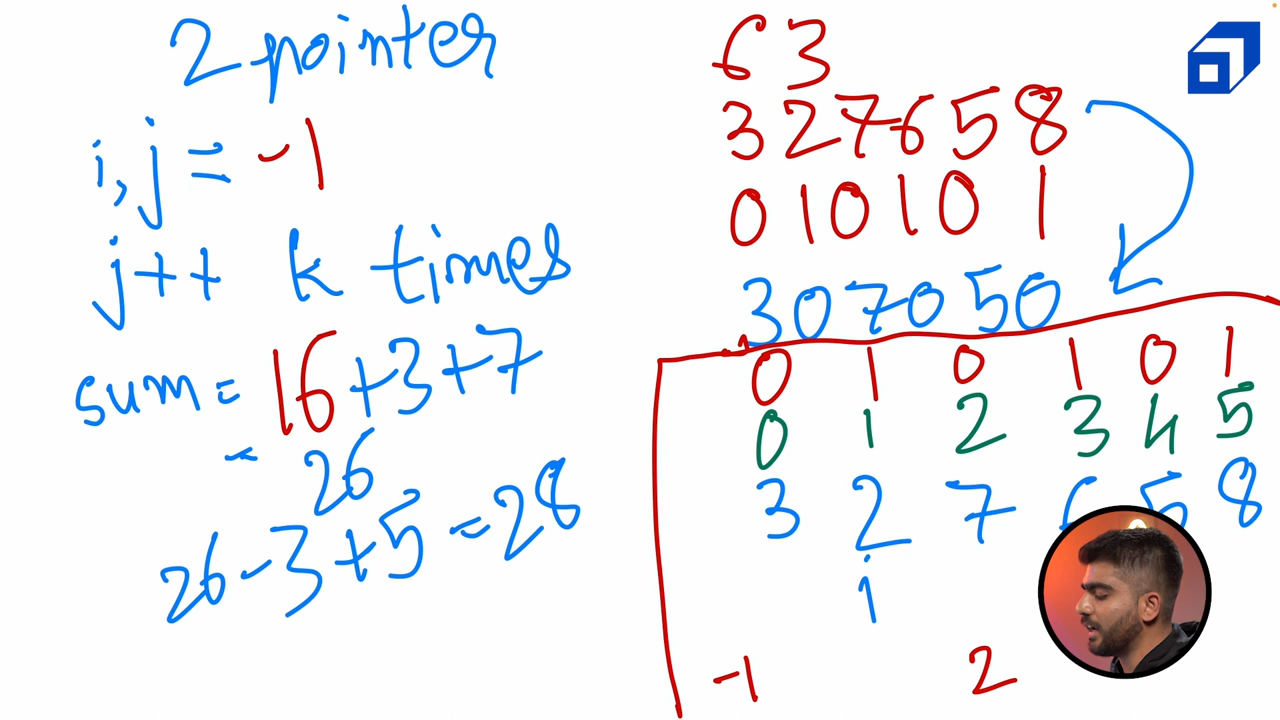 2 pointer
i, j = -1
j++ k times
sum = 16+3+7
= 26
26-3+5=28
6 3
3 2 7 6 5 8
0 1 0 1 0 1
3 0 7 0 5 0
0 1 0 1 0 1
0 1 2 3 4 5
3 2 7 6 5 8
i
-1 2